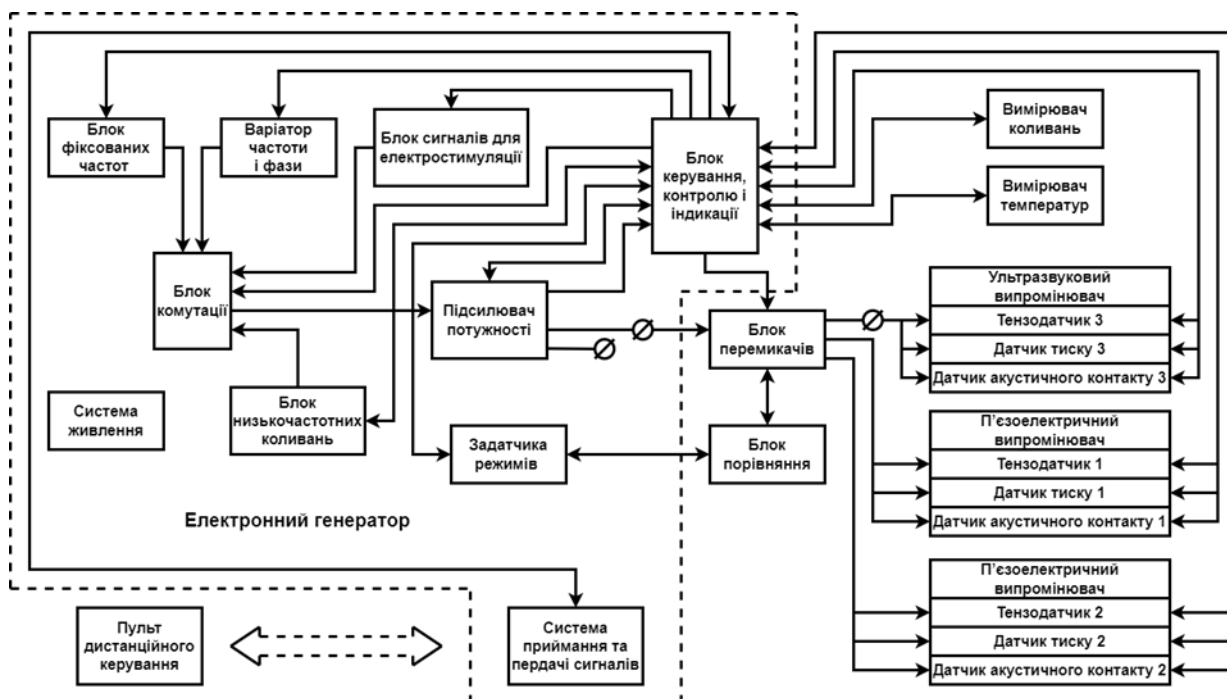 Блок
фіксованих
частот
Варіатор
частоти
і фази
Блок сигналів для
електростимуляції
Блок
керування,
контролю і
індикації
Вимірювач
коливань
Вимірювач
температур
Блок
комутації
Підсилювач
потужності
Блок
перемикачів
Ультразвуковий
випромінювач
Тензодатчик 3
Датчик тиску 3
Датчик акустичного контакту 3
Система
живлення
Блок
низькочастотних
коливань
Задатчика
режимів
Блок
порівняння
П’єзоелектричний
випромінювач
Тензодатчик 1
Датчик тиску 1
Датчик акустичного контакту 1
Електронний генератор
П’єзоелектричний
випромінювач
Тензодатчик 2
Датчик тиску 2
Датчик акустичного контакту 2
Пульт
дистанційного
керування
Система
приймання та
пердачі сигналів